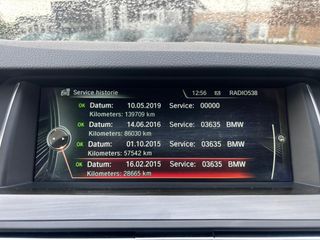 Service historie 12:56 RADIO538
OK Datum: 10.05.2019 Service: 00000
Kilometers: 139709 km
OK Datum: 14.06.2016 Service: 03635 BMW
Kilometers: 86030 km
OK Datum: 01.10.2015 Service: 03635 BMW
Kilometers: 57542 km
OK Datum: 16.02.2015 Service: 03635 BMW
Kilometers: 28665 km